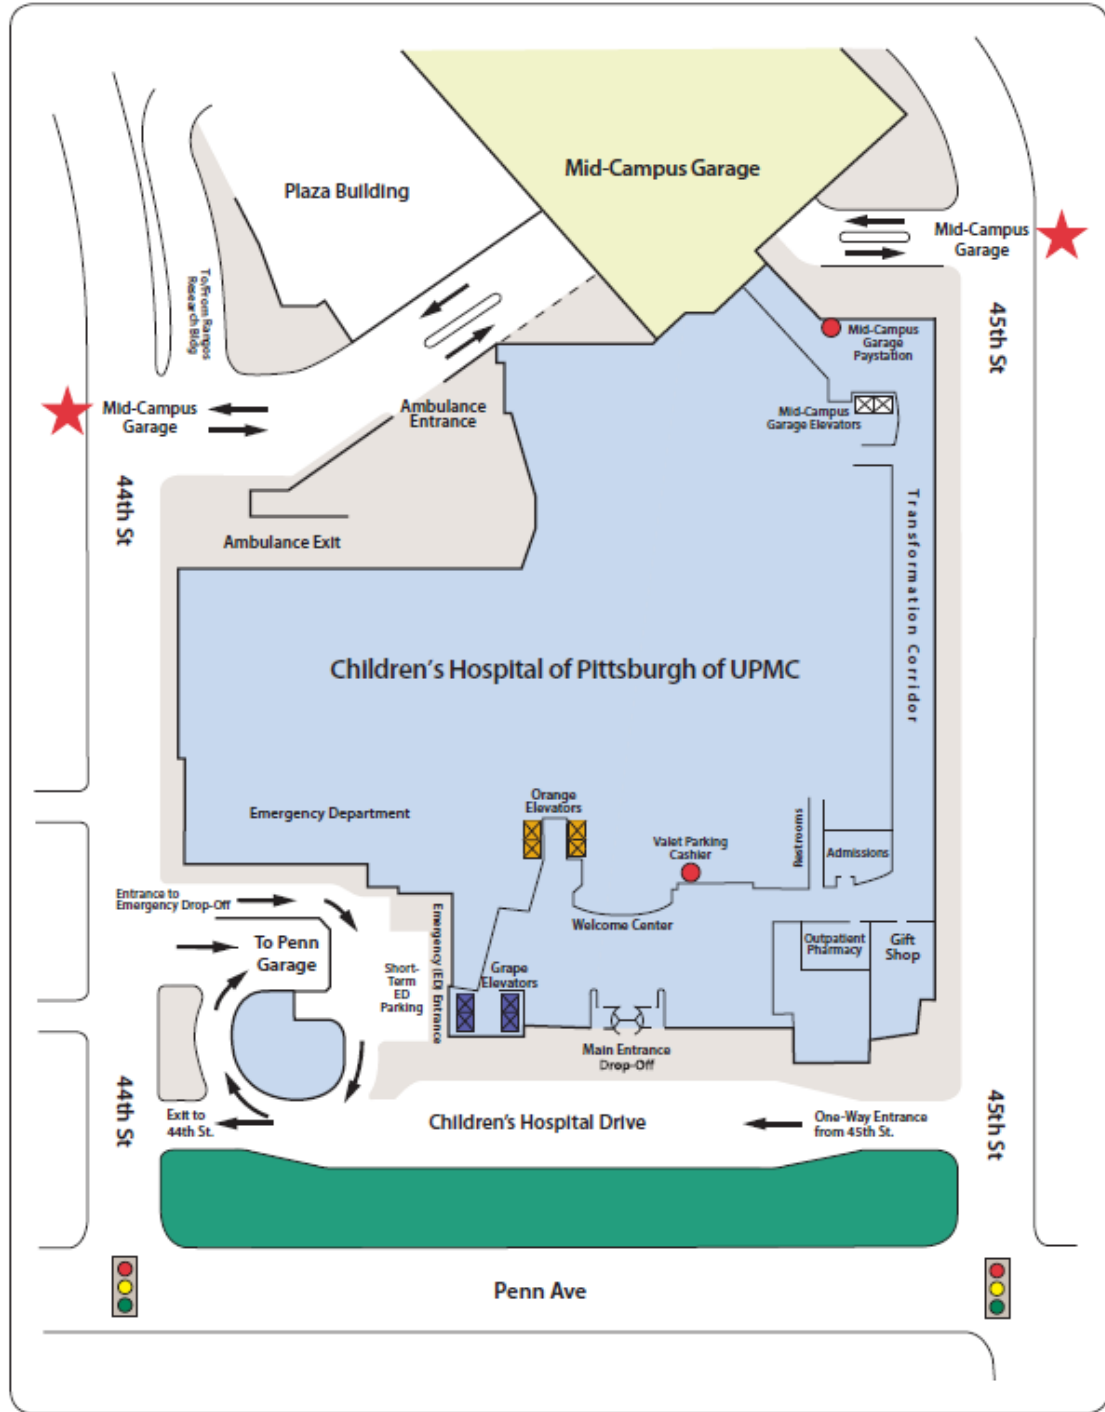 Mid-Campus Garage
Plaza Building
Mid-Campus
Garage
To/From Rangos
Research Bldg
45th St
Mid-Campus
Garage
Paystation
Mid-Campus
Garage
Ambulance
Entrance
Mid-Campus
Garage Elevators
44th St
Ambulance Exit
Transformation Corridor
Children's Hospital of Pittsburgh of UPMC
Emergency Department
Orange
Elevators
Valet Parking
Cashier
Restrooms
Admissions
Entrance to
Emergency Drop-Off
Welcome Center
To Penn
Garage
Short-
Term
ED
Parking
Emergency (ED) Entrance
Grape
Elevators
Outpatient
Pharmacy
Gift
Shop
Main Entrance
Drop-Off
44th St
Exit to
44th St.
Children's Hospital Drive
One-Way Entrance
from 45th St.
45th St
Penn Ave